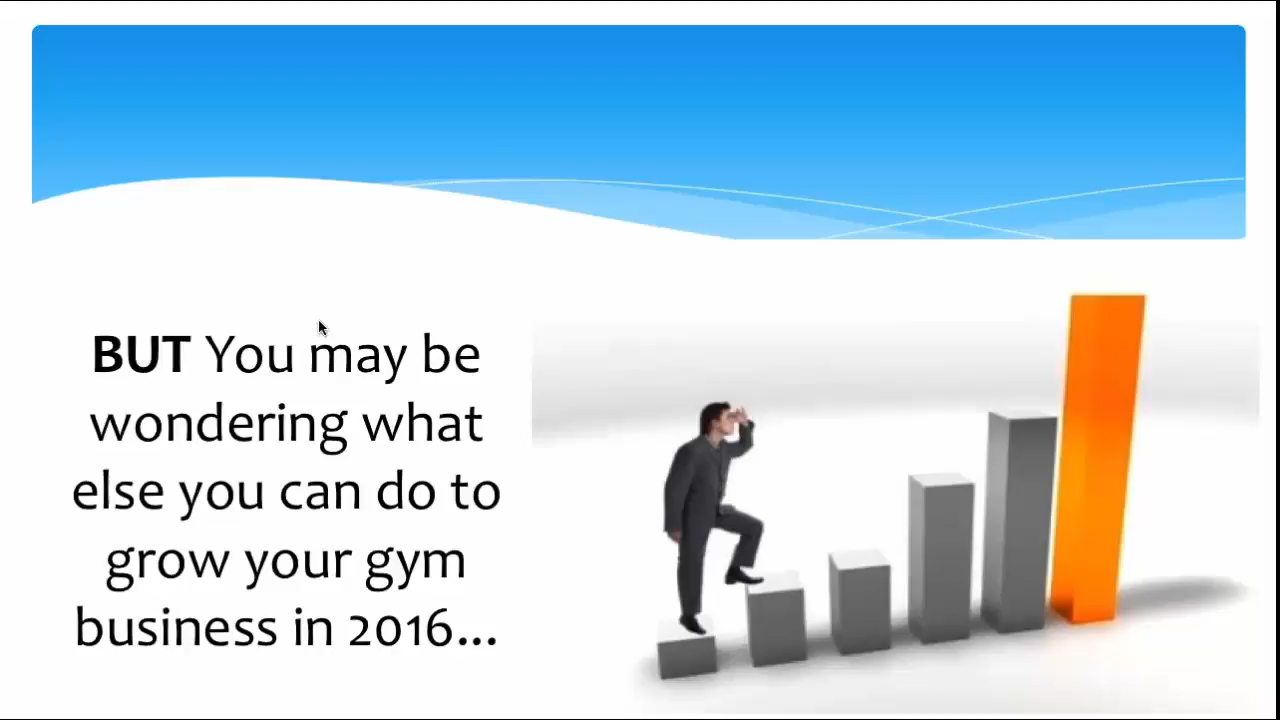 BUT You may be
wondering what
else you can do to
grow your gym
business in 2016...